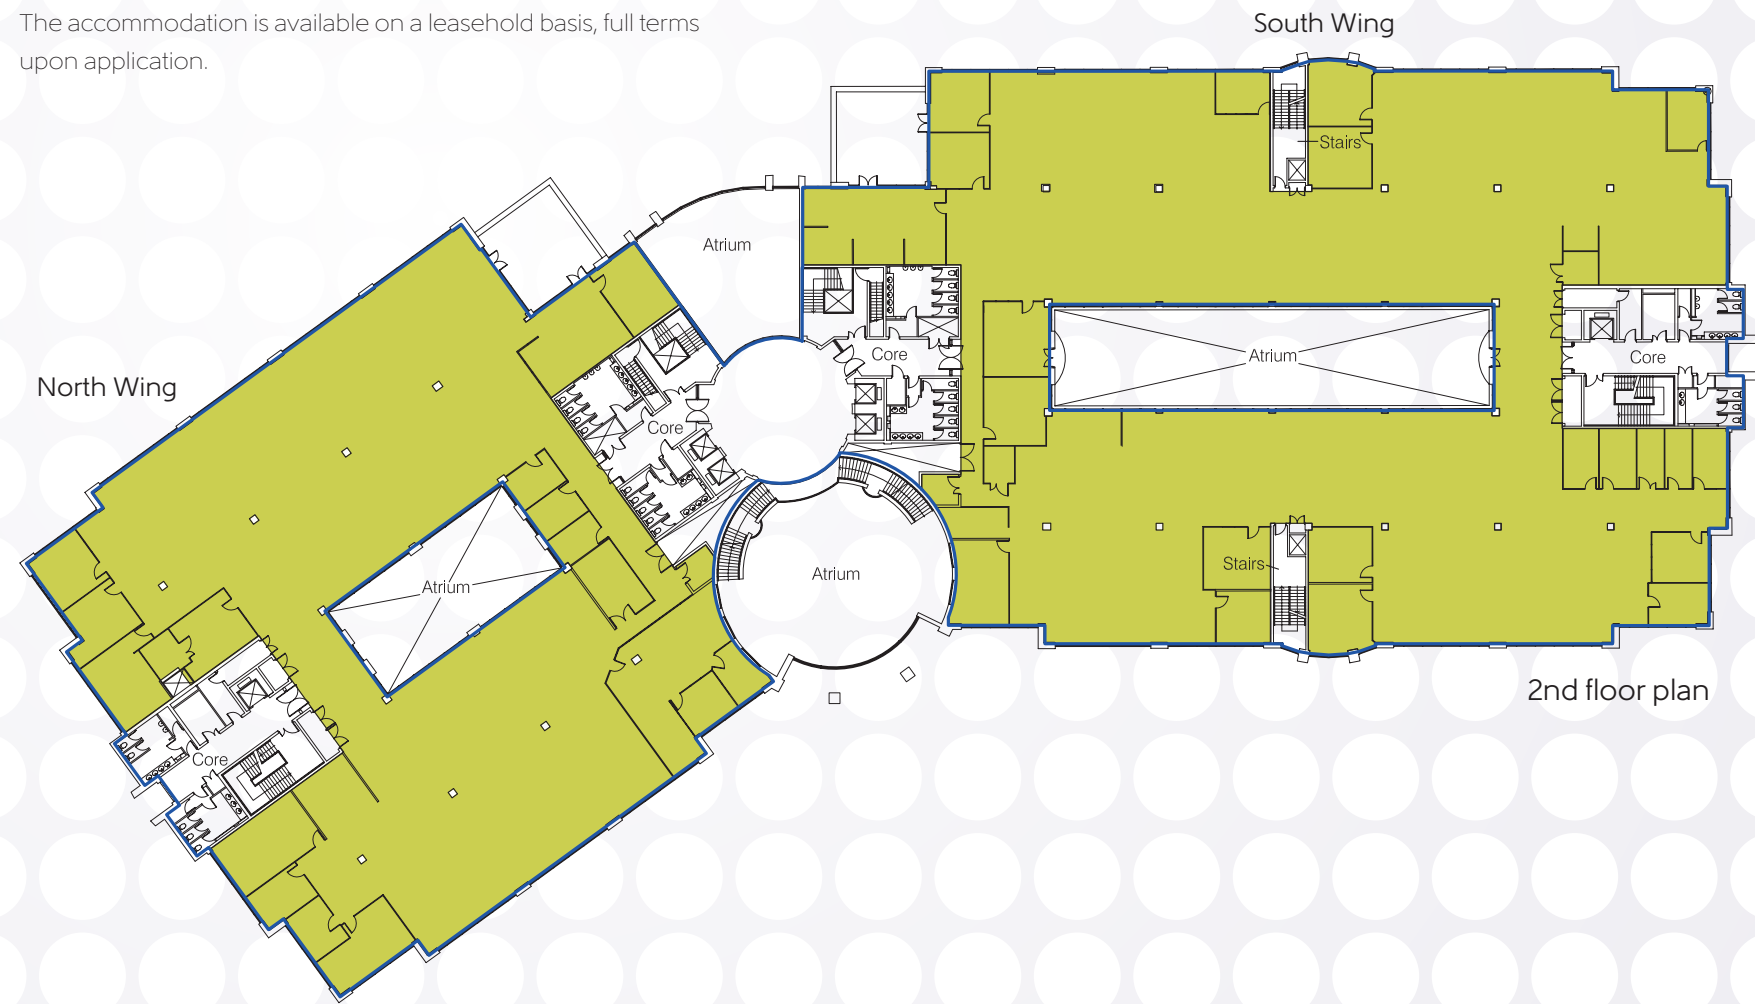 The accommodation is available on a leasehold basis, full terms
upon application.
South Wing
Stairs
Atrium
Core
Atrium
Core
North Wing
Core
Atrium
Stairs
Atrium
2nd floor plan
Core